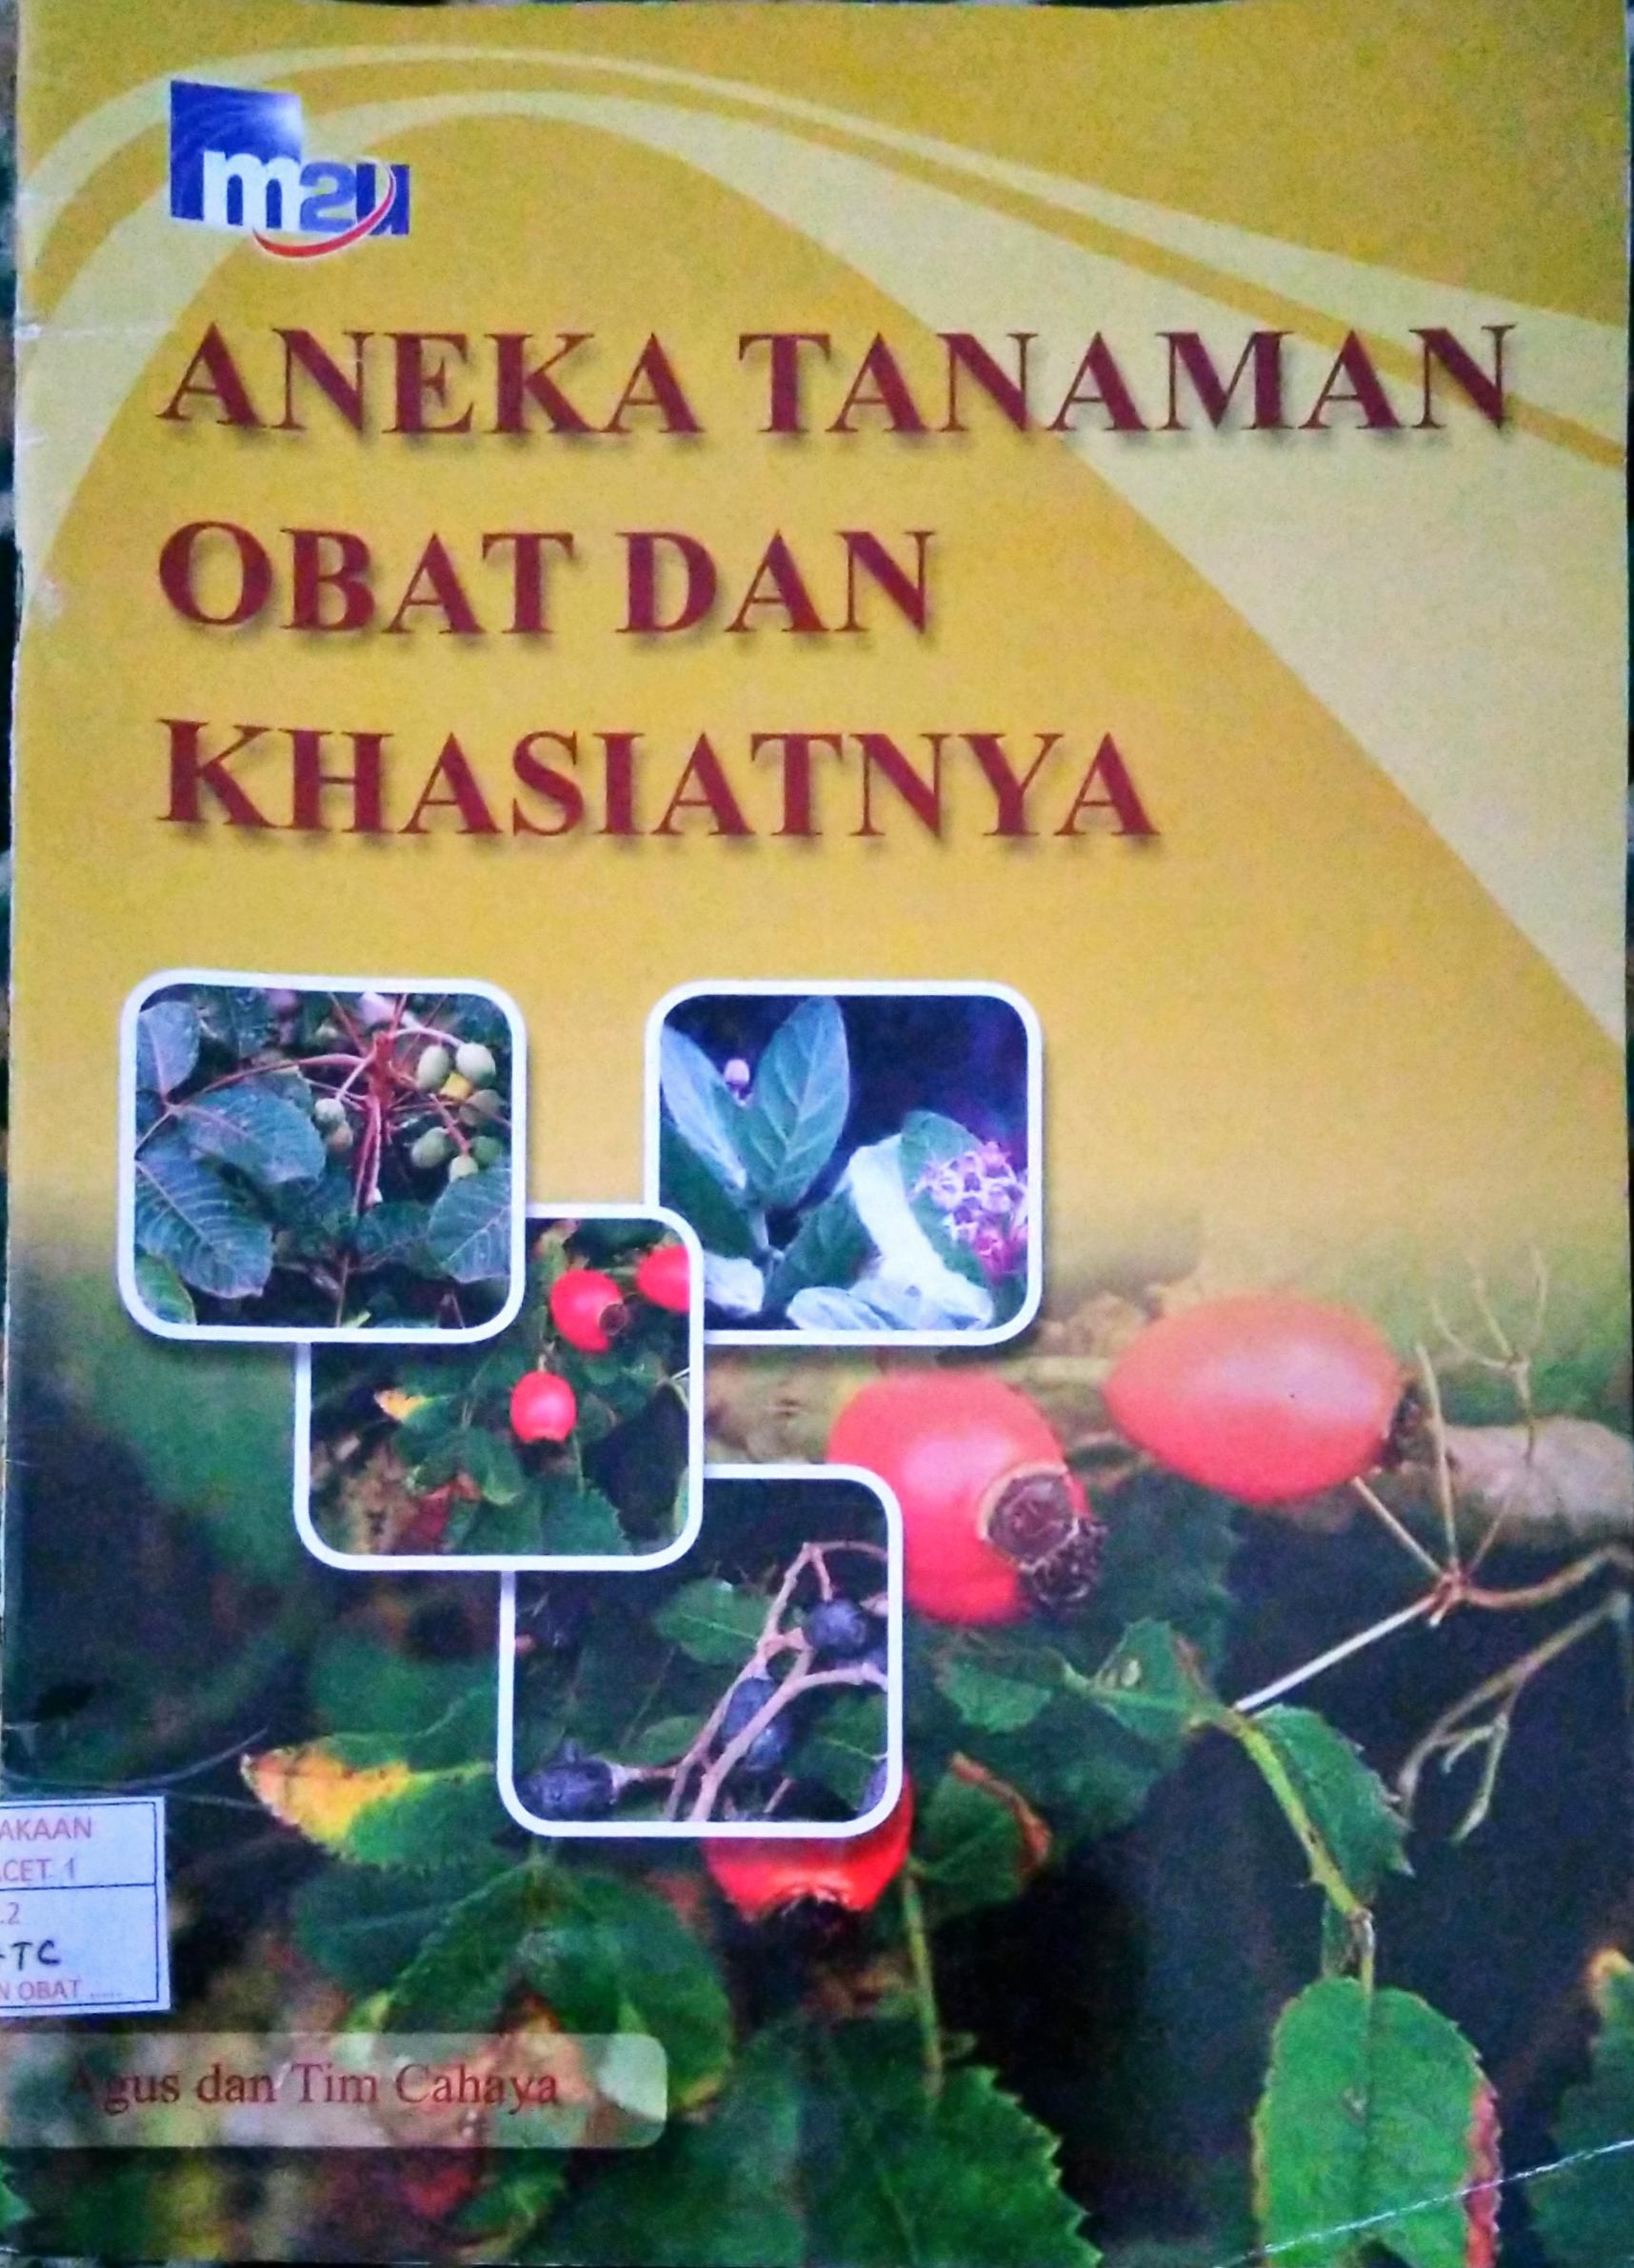 m2u
ANEKA TANAMAN
OBAT DAN
KHASIATNYA
AKAAN
CET 1
.2
-TC
N OBAT .....
Agus dan Tim Cahaya